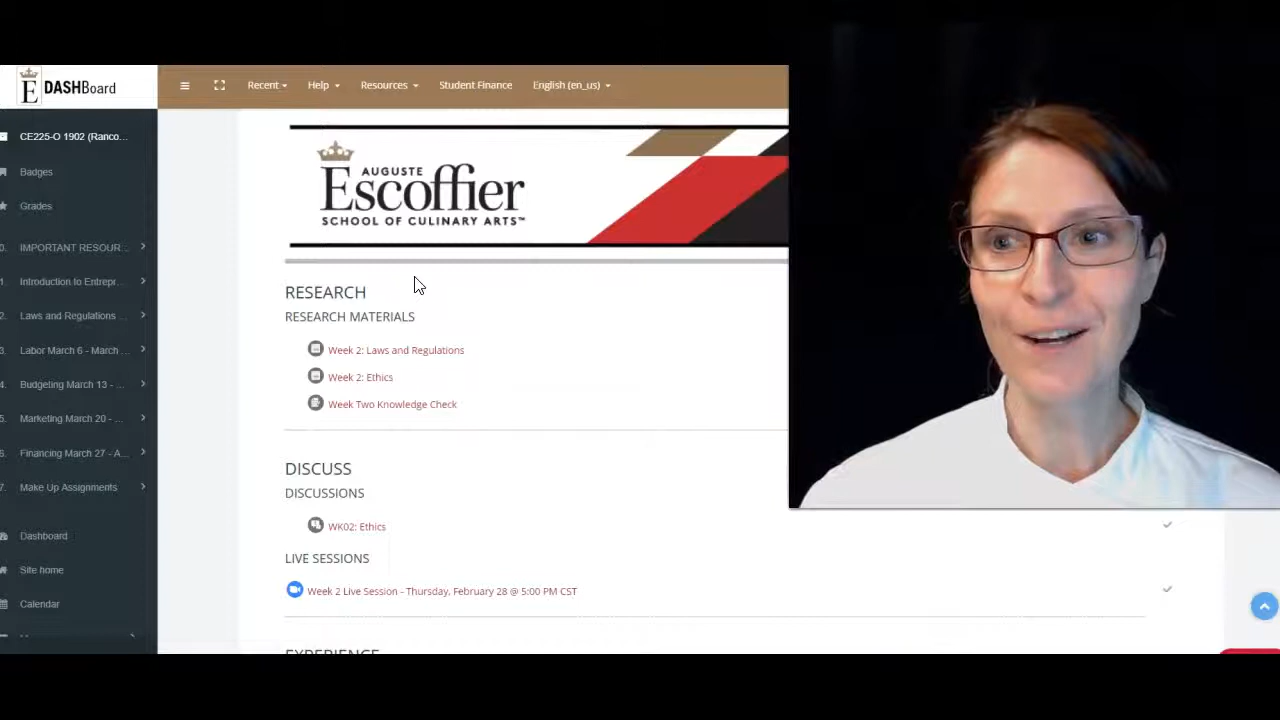 E DASHBoard
Recent
Help
Resources
Student Finance
English (en_us)
CE225-O 1902 (Ranco...
Badges
Grades
0. IMPORTANT RESOUR...
1. Introduction to Entrepr...
2. Laws and Regulations ...
3. Labor March 6 - March ...
4. Budgeting March 13 - ...
5. Marketing March 20 - ...
6. Financing March 27 - A...
7. Make Up Assignments
Dashboard
Site home
Calendar
AUGUSTE
Escoffier
SCHOOL OF CULINARY ARTS™
RESEARCH
RESEARCH MATERIALS
Week 2: Laws and Regulations
Week 2: Ethics
Week Two Knowledge Check
DISCUSS
DISCUSSIONS
WK02: Ethics
LIVE SESSIONS
Week 2 Live Session - Thursday, February 28 @ 5:00 PM CST
EXPERIENCE